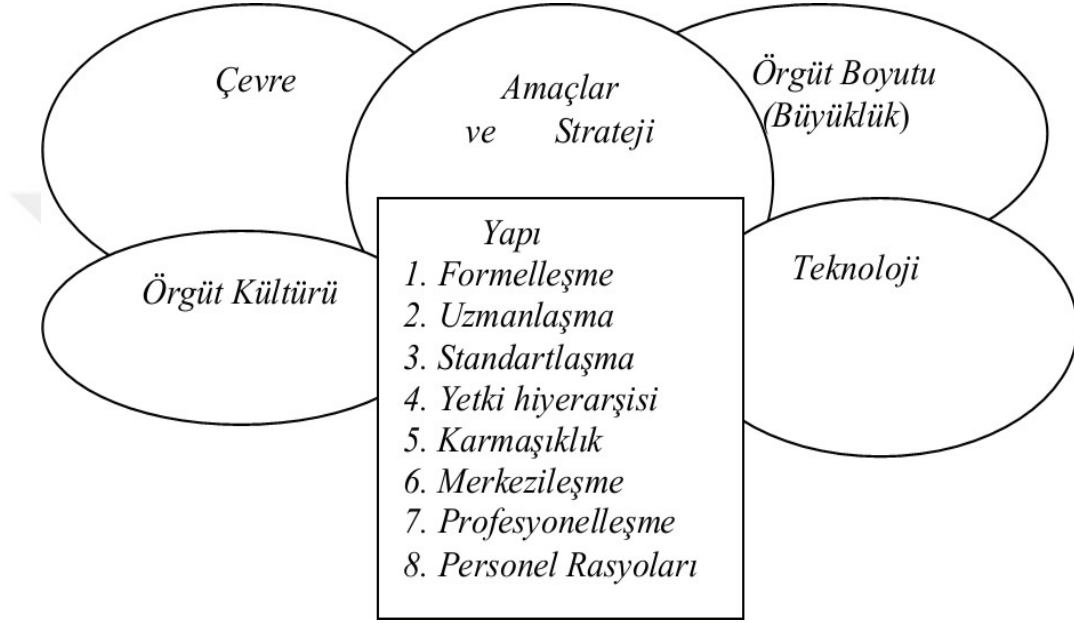 Çevre
Amaçlar
ve Strateji
Örgüt Boyutu
(Büyüklük)
Örgüt Kültürü
Teknoloji
Yapı
1. Formelleşme
2. Uzmanlaşma
3. Standartlaşma
4. Yetki hiyerarşisi
5. Karmaşıklık
6. Merkezileşme
7. Profesyonelleşme
8. Personel Rasyoları